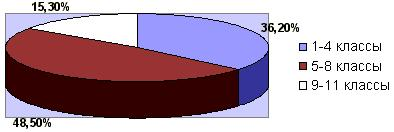 15,30%
36,20%
48,50%
1-4 классы
5-8 классы
9-11 классы